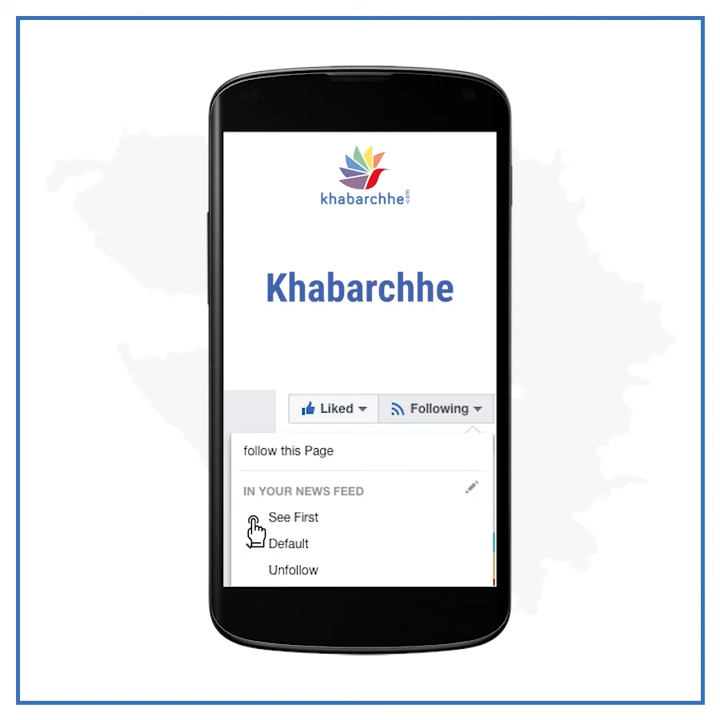 khabarchhe.com
Khabarchhe
Liked
Following
follow this Page
IN YOUR NEWS FEED
See First
Default
Unfollow